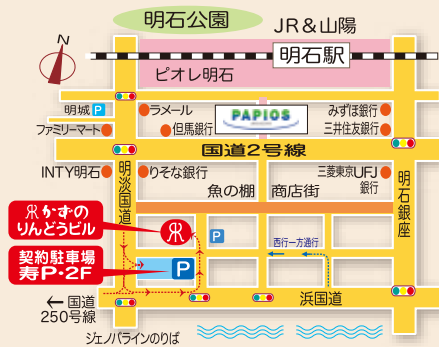 明石公園
JR&山陽
N
明石駅
ピオレ明石
明城 P
ラメール
PAPIOS
みずほ銀行
ファミリーマート
但馬銀行
三井住友銀行
国道2号線
INTY明石
明淡国道
りそな銀行
三菱東京UFJ
銀行
明石銀座
魚の棚 商店街
かずの
りんどうビル
P
西行一方通行
契約駐車場
寿P・2F
P
←国道
250号線
浜国道
ジェノバラインのりば